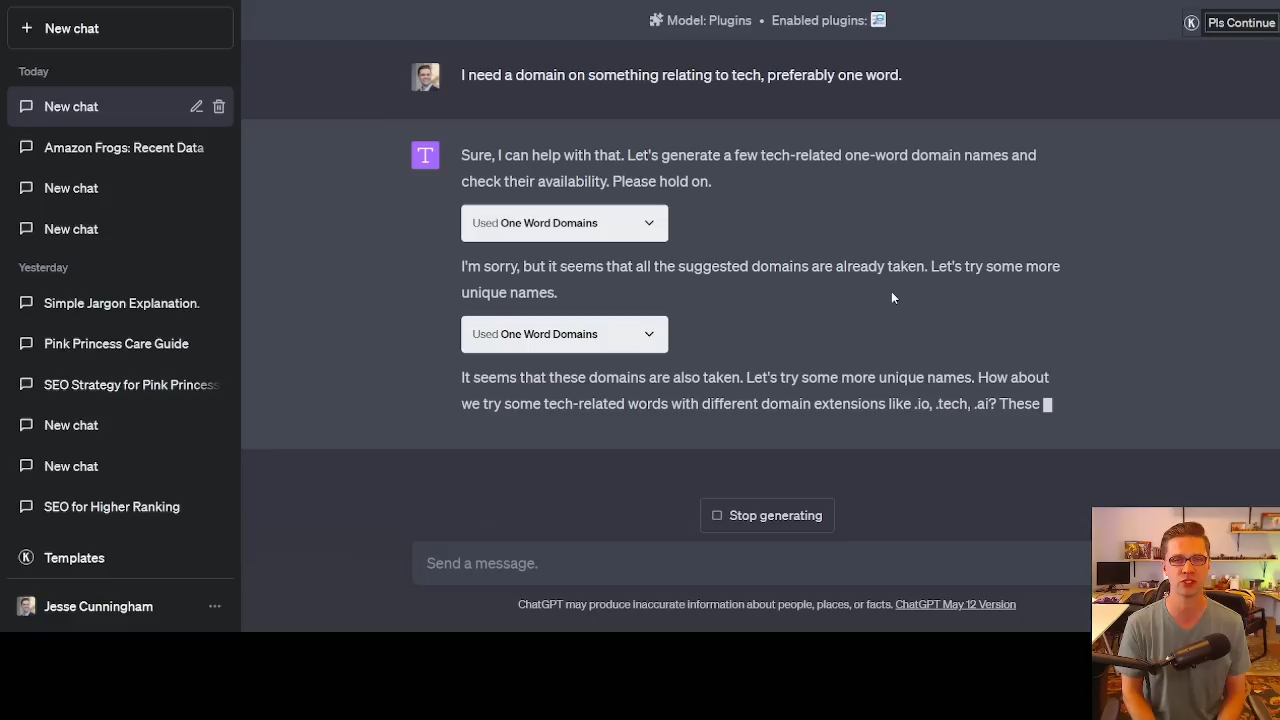 New chat
Today
New chat
Amazon Frogs: Recent Data
New chat
New chat
Yesterday
Simple Jargon Explanation.
Pink Princess Care Guide
SEO Strategy for Pink Princess
New chat
New chat
SEO for Higher Ranking
K Templates
Jesse Cunningham
Model: Plugins • Enabled plugins:
K Pls Continue
I need a domain on something relating to tech, preferably one word.
T
Sure, I can help with that. Let's generate a few tech-related one-word domain names and
check their availability. Please hold on.
Used One Word Domains
I'm sorry, but it seems that all the suggested domains are already taken. Let's try some more
unique names.
Used One Word Domains
It seems that these domains are also taken. Let's try some more unique names. How about
we try some tech-related words with different domain extensions like .io, .tech, .ai? These
Stop generating
Send a message.
ChatGPT may produce inaccurate information about people, places, or facts. ChatGPT May 12 Version